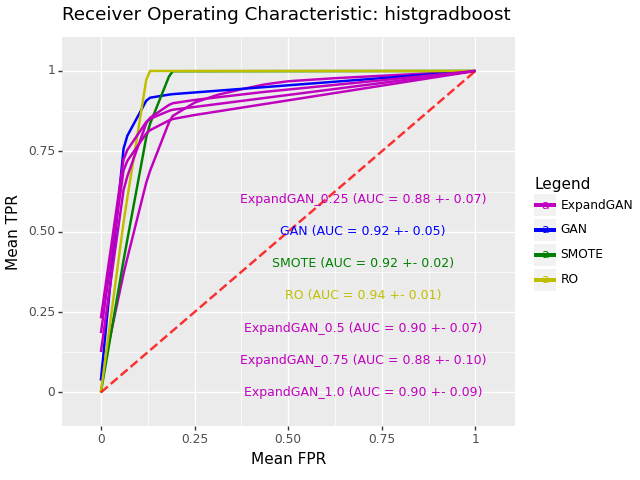 Receiver Operating Characteristic: histgradboost
Mean TPR
1
0.75
0.50
0.25
0
ExpandGAN_0.25 (AUC = 0.88 +- 0.07)
GAN (AUC = 0.92 +- 0.05)
SMOTE (AUC = 0.92 +- 0.02)
RO (AUC = 0.94 +- 0.01)
ExpandGAN_0.5 (AUC = 0.90 +- 0.07)
ExpandGAN_0.75 (AUC = 0.88 +- 0.10)
ExpandGAN_1.0 (AUC = 0.90 +- 0.09)
0 0.25 0.50 0.75 1
Mean FPR
Legend
a ExpandGAN
a GAN
a SMOTE
a RO